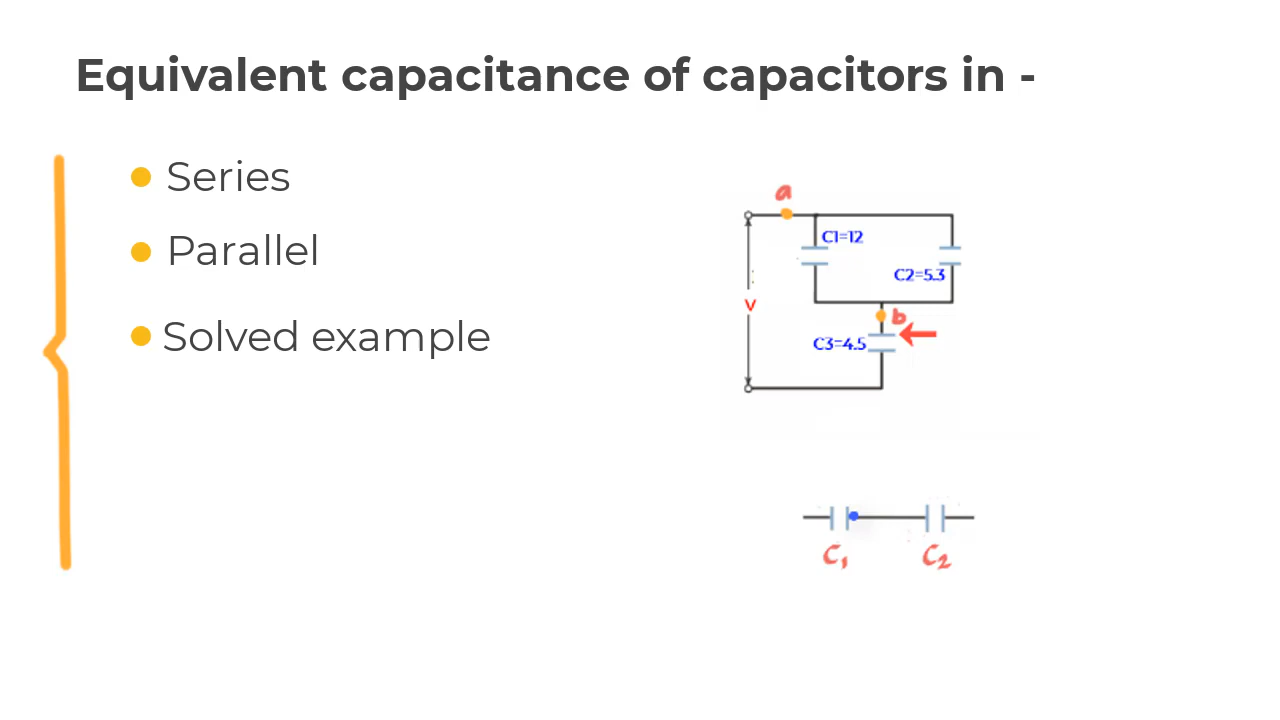 Equivalent capacitance of capacitors in -
Series
Parallel
Solved example
a
C1=12
C2=5.3
V
b
C3=4.5
C1
C2